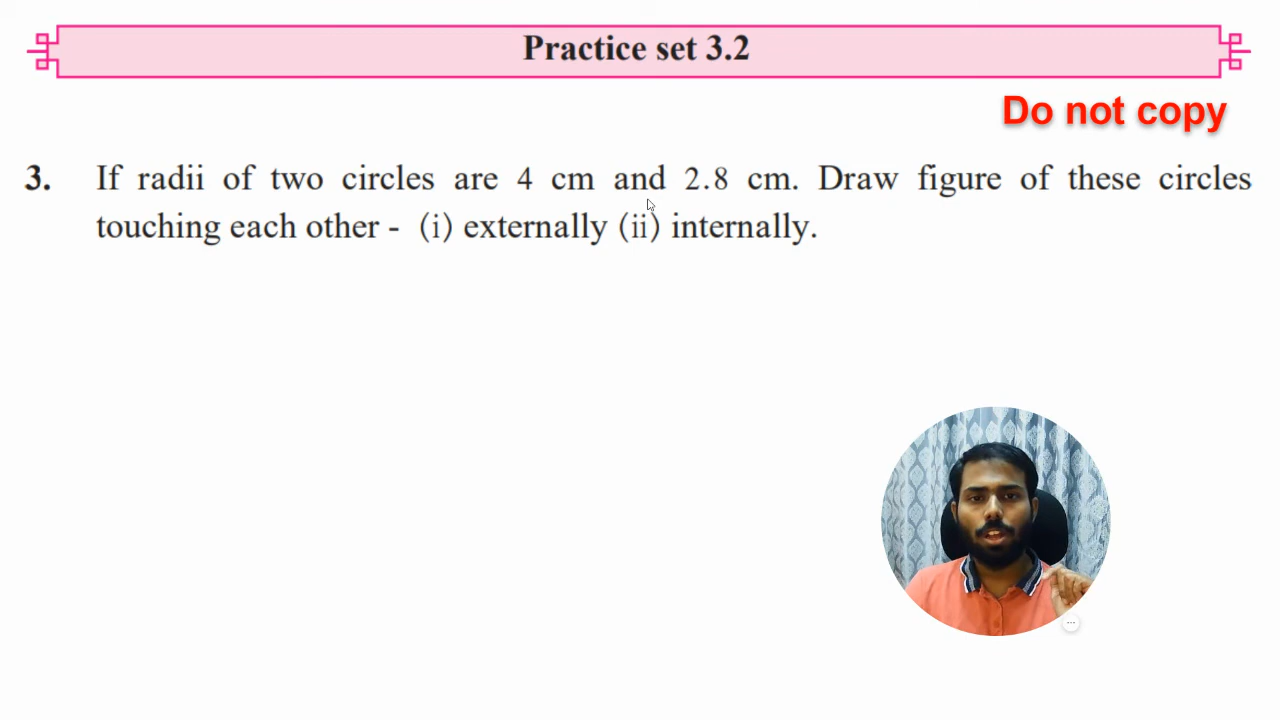 Practice set 3.2
Do not copy
3. If radii of two circles are 4 cm and 2.8 cm. Draw figure of these circles
touching each other - (i) externally (ii) internally.